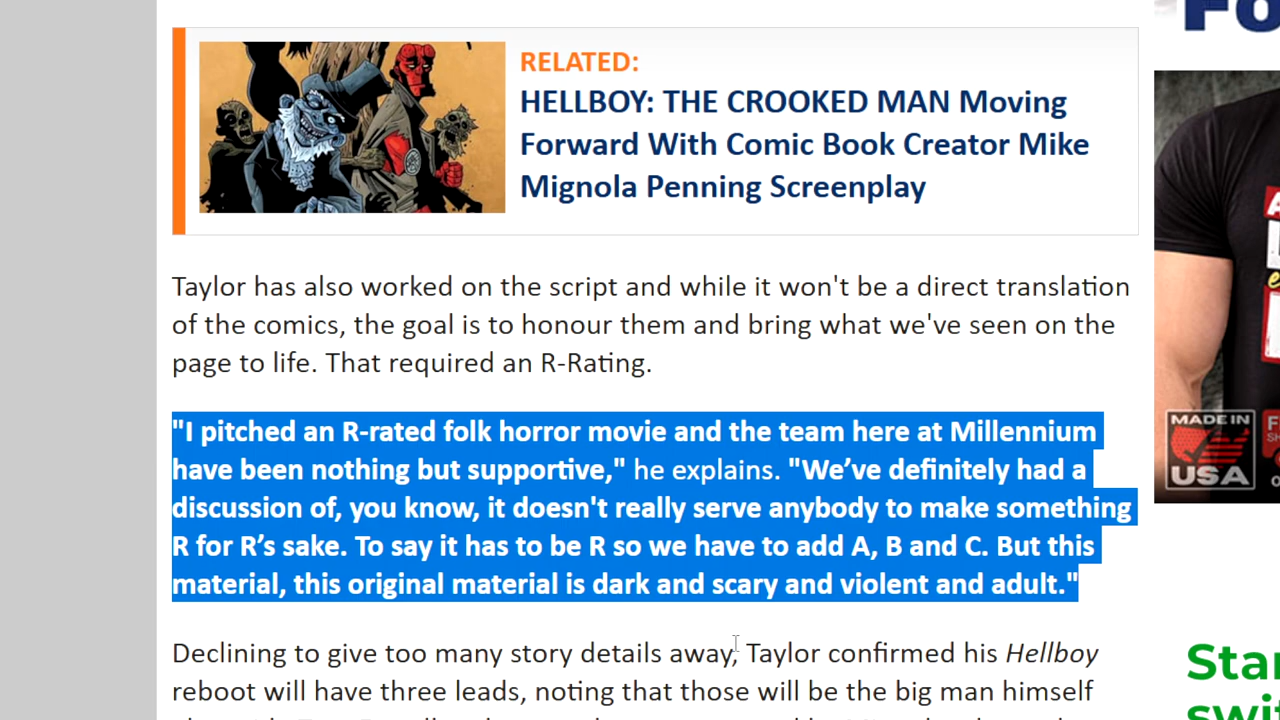 Fo
RELATED:
HELLBOY: THE CROOKED MAN Moving
Forward With Comic Book Creator Mike
Mignola Penning Screenplay
Taylor has also worked on the script and while it won't be a direct translation
of the comics, the goal is to honour them and bring what we've seen on the
page to life. That required an R-Rating.
"I pitched an R-rated folk horror movie and the team here at Millennium
have been nothing but supportive," he explains. "We’ve definitely had a
discussion of, you know, it doesn't really serve anybody to make something
R for R’s sake. To say it has to be R so we have to add A, B and C. But this
material, this original material is dark and scary and violent and adult."
Declining to give too many story details away, Taylor confirmed his Hellboy
reboot will have three leads, noting that those will be the big man himself
MADE IN
USA
Star
swit